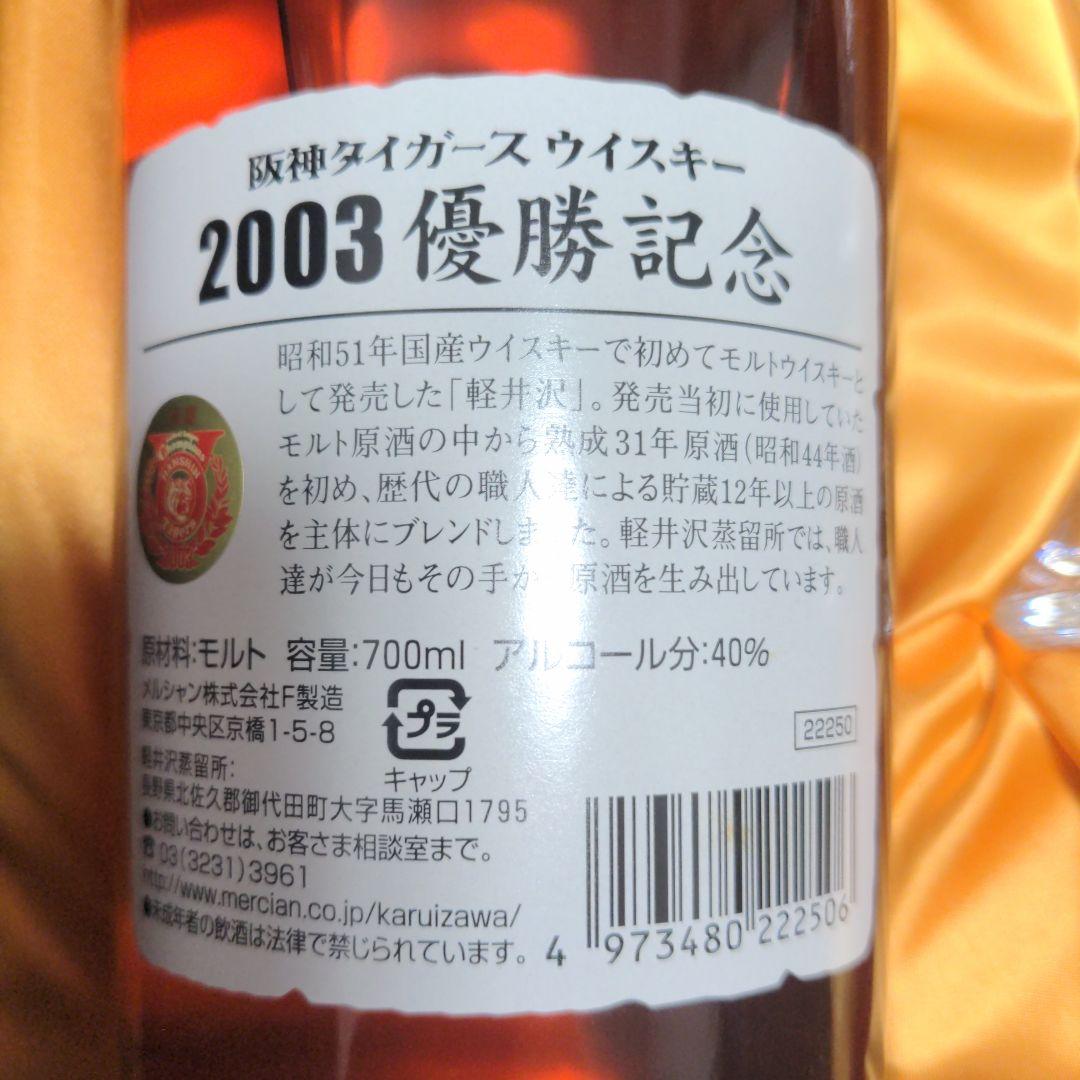 阪神タイガース ウイスキー
2003 優勝記念
昭和51年国産ウイスキーで初めてモルトウイスキーと
して発売した「軽井沢」。発売当初に使用していた
モルト原酒の中から熟成31年原酒(昭和44年酒)
を初め、歴代の職人達による貯蔵12年以上の原酒
を主体にブレンドしました。軽井沢蒸留所では、職人
達が今日もその手か 原酒を生み出しています。
原材料:モルト 容量:700ml アルコール分:40%
メルシャン株式会社F製造
東京都中央区京橋1-5-8
プラ
キャップ
22250
軽井沢蒸留所:
長野県北佐久郡御代田町大字馬瀬口1795
●お問い合わせは、お客さま相談室まで。
☎03(3231)3961
http://www.mercian.co.jp/karuizawa/
●未成年者の飲酒は法律で禁じられています。
4 973480 222506